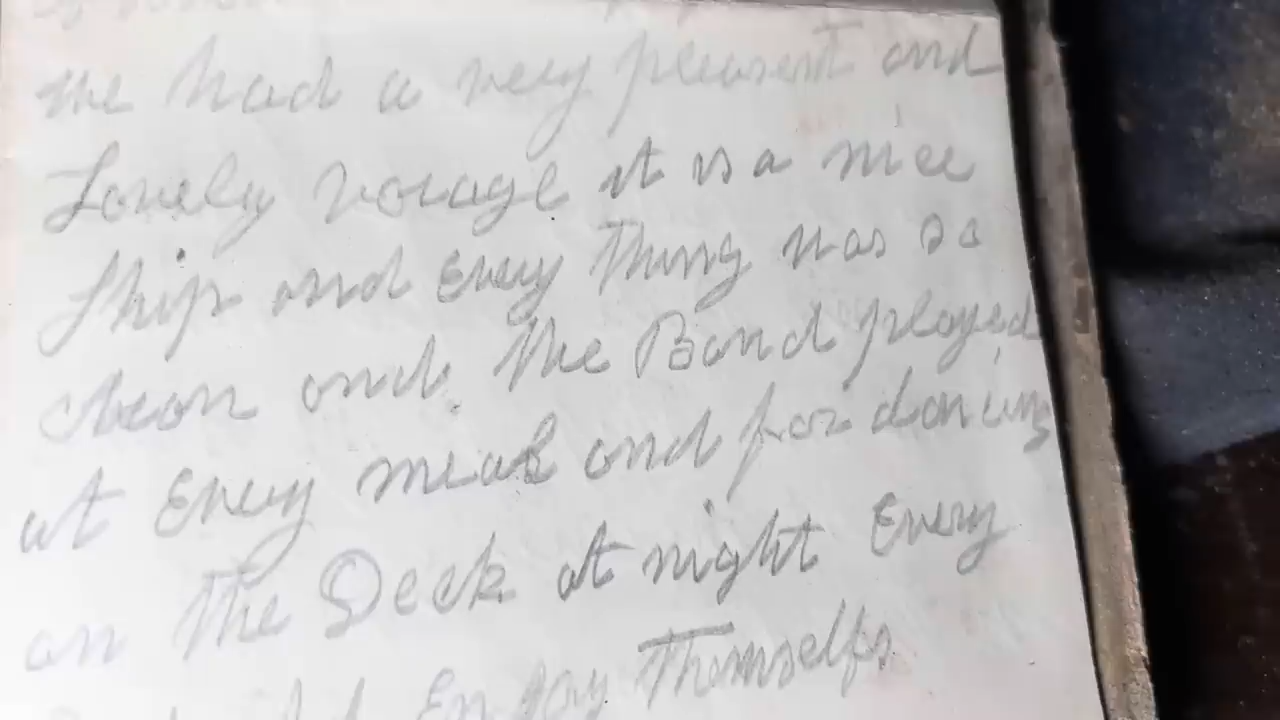 we had a very pleasent and
Lovely voiage it is a nice
Ship and Every Thing was so
clean and the Band played
at Every meal and for dancing
on The Deck at night Every
Enjoy Themselfs